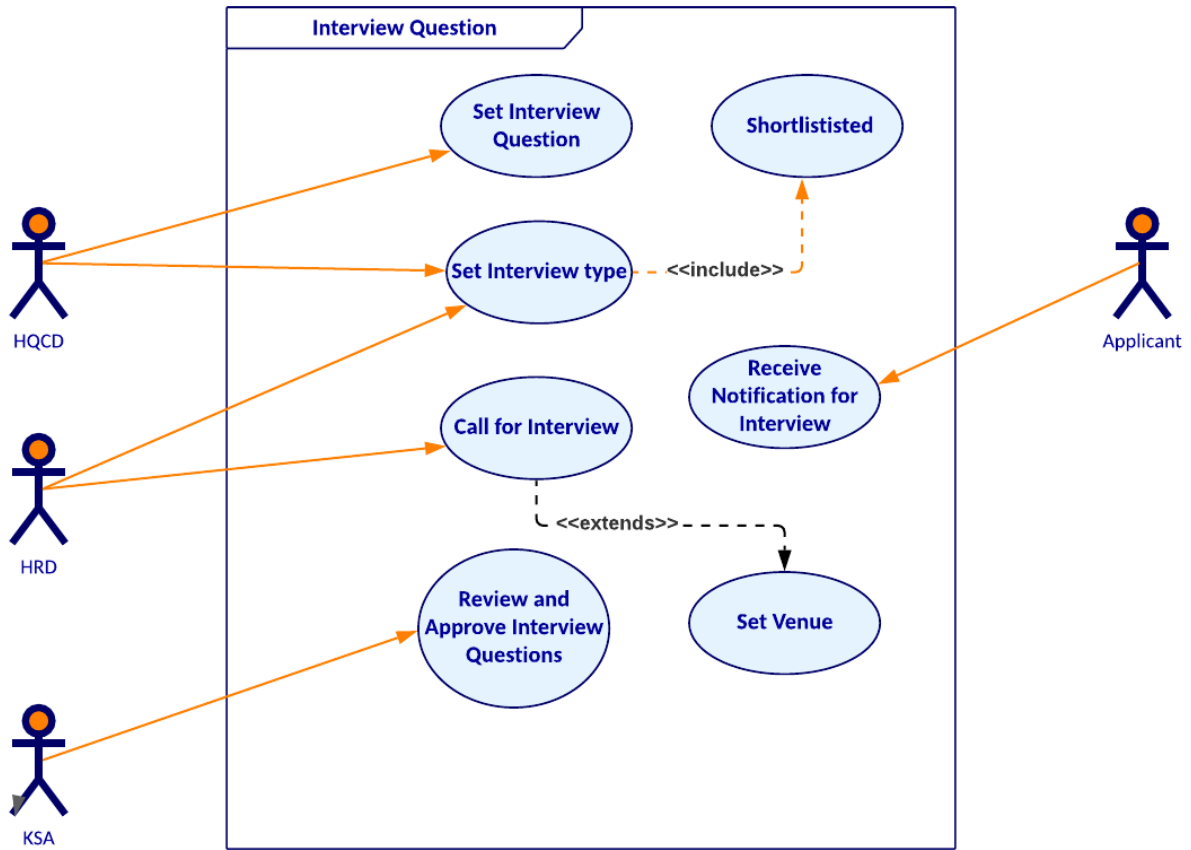 Interview Question
Set Interview
Question
Shortlististed
Set Interview type
<<include>>
HQCD
Applicant
Receive
Notification for
Interview
Call for Interview
<<extends>>
HRD
Review and
Approve Interview
Questions
Set Venue
KSA